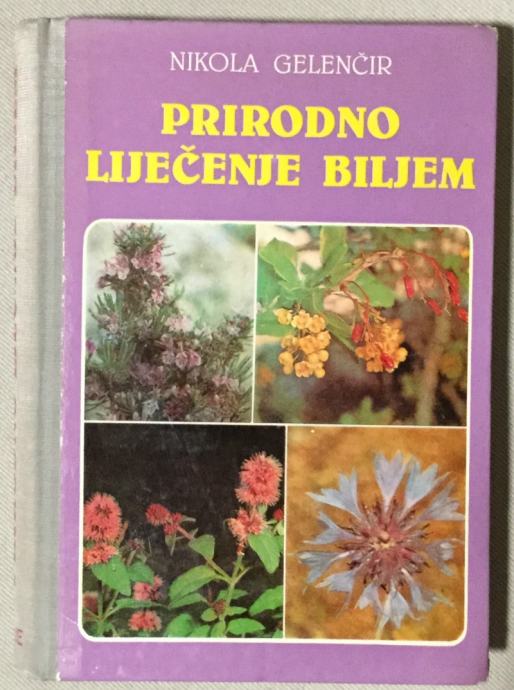 NIKOLA GELENČIR
PRIRODNO
LIJEČENJE BILJEM